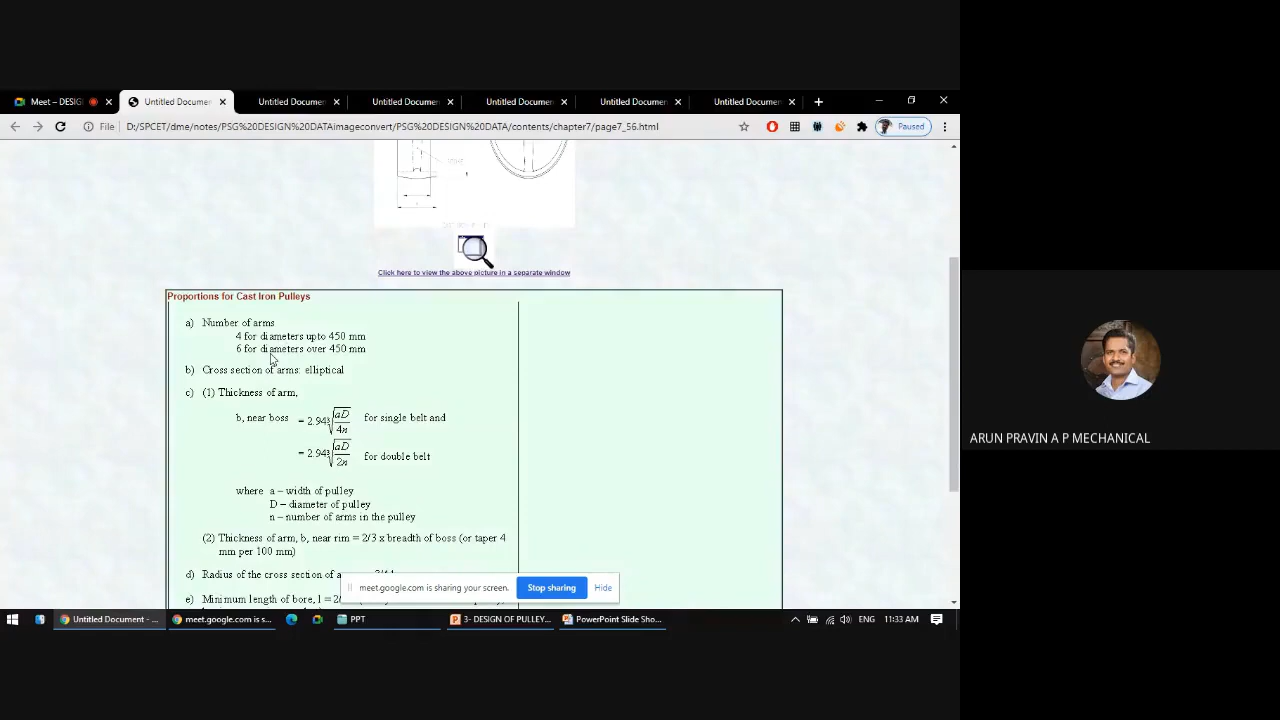 Meet – DESIG
Untitled Documen
Untitled Documen
Untitled Documen
Untitled Documen
Untitled Documen
Untitled Documen
File
D:/SPCET/dme/notes/PSG%20DESIGN%20DATAimageconvert/PSG%20DESIGN%20DATA/contents/chapter7/page7_56.html
Paused
Click here to view the above picture in a separate window
Proportions for Cast Iron Pulleys
a) Number of arms
4 for diameters upto 450 mm
6 for diameters over 450 mm
b) Cross section of arms: elliptical
c) (1) Thickness of arm,
b, near boss = 2.94∛(aD/4n) for single belt and
= 2.94∛(aD/2n) for double belt
where a – width of pulley
D – diameter of pulley
n – number of arms in the pulley
(2) Thickness of arm, b, near rim = 2/3 x breadth of boss (or taper 4
mm per 100 mm)
d) Radius of the cross section of
e) Minimum length of bore, l =
meet.google.com is sharing your screen.
Stop sharing
Hide
Untitled Document - ...
meet.google.com is s...
PPT
3- DESIGN OF PULLEY...
PowerPoint Slide Sho...
ENG
11:33 AM
ARUN PRAVIN A P MECHANICAL